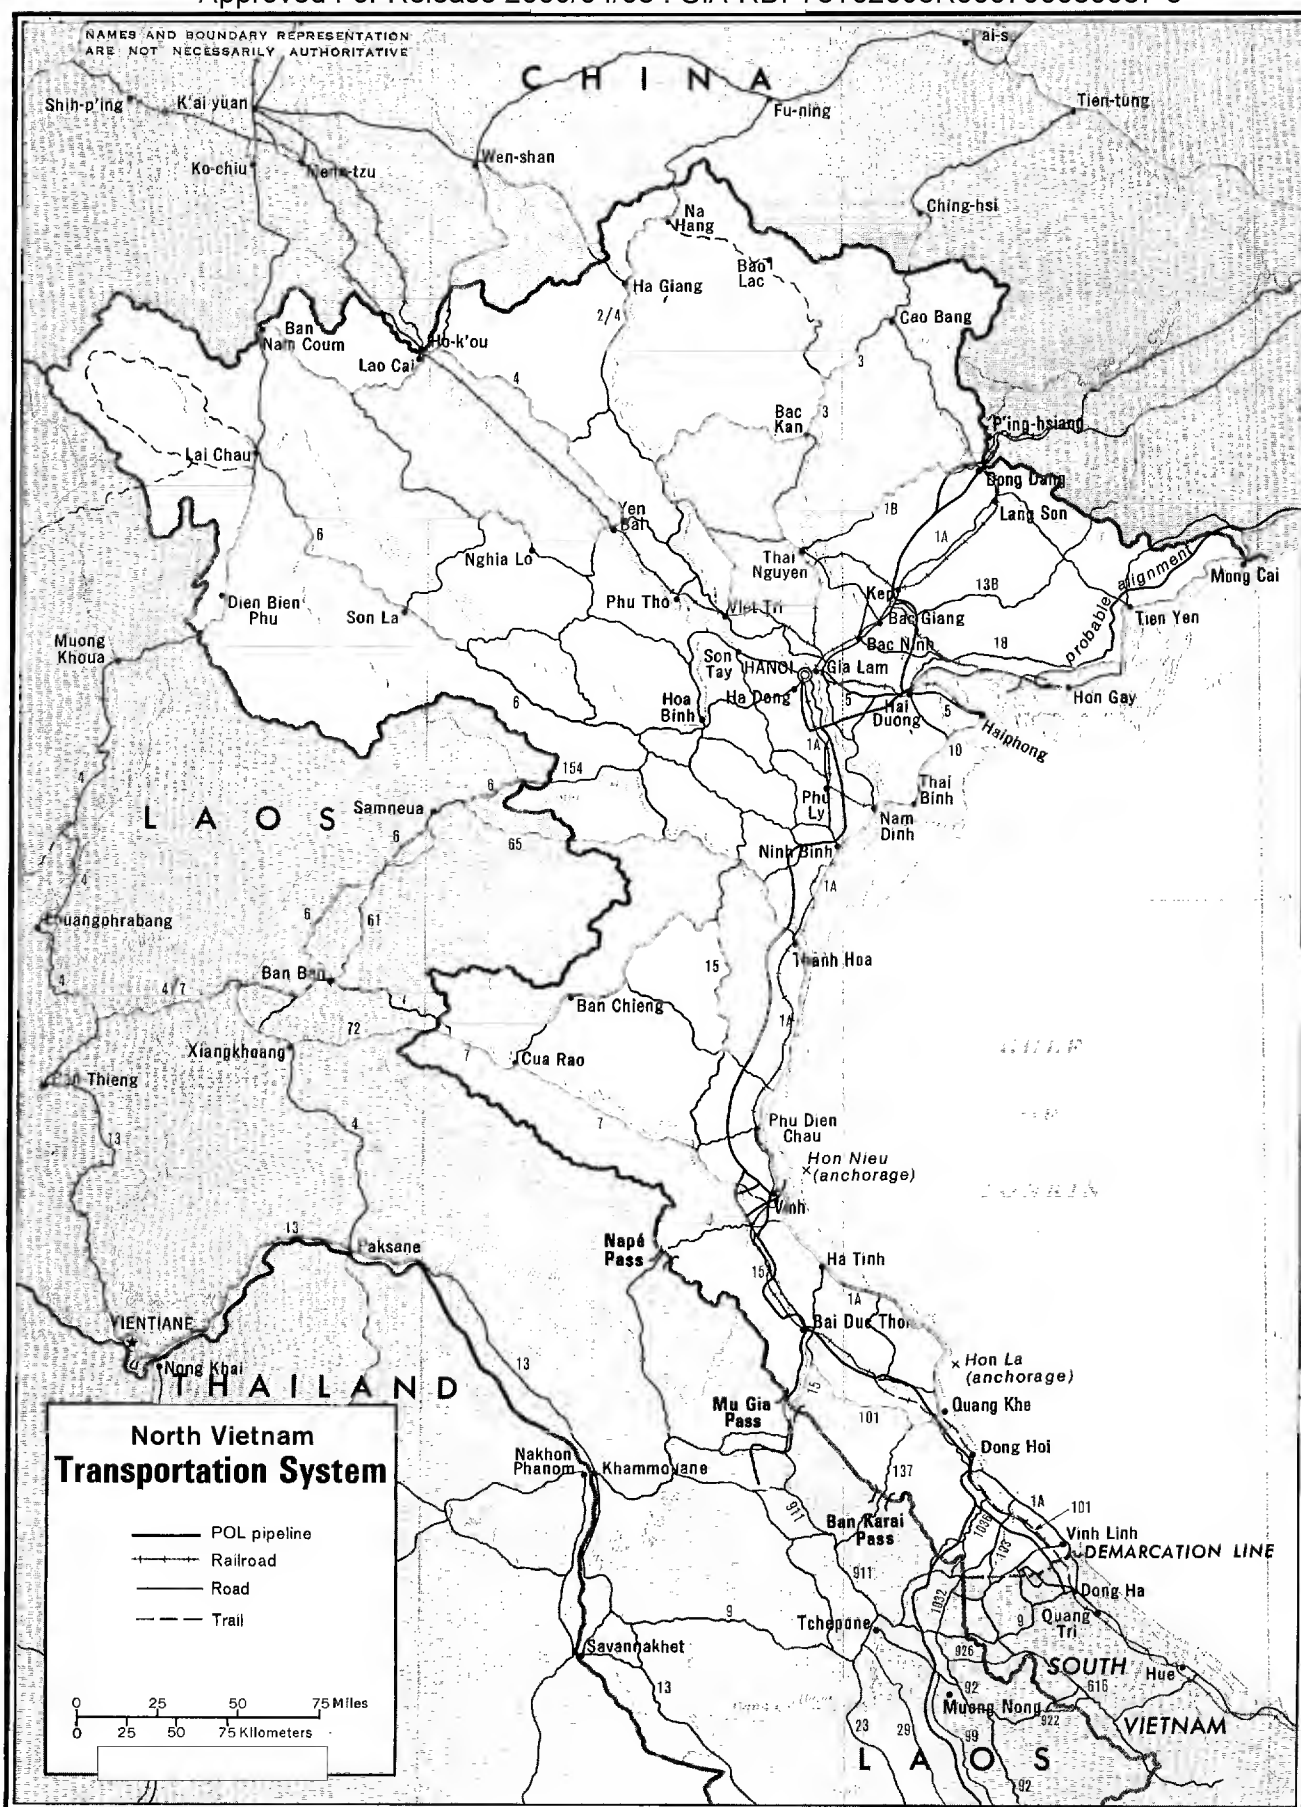 NAMES AND BOUNDARY REPRESENTATION
ARE NOT NECESSARILY AUTHORITATIVE
CHINA
Shih-p'ing
K'ai yuan
Fu-ning
Tien-tung
Ko-chiu
Wen-shan
Ching-hsi
Na
Hang
Bao
Lac
Ha Giang
2/4
Cao Bang
Ban
Nam Coum
Ho-k'ou
Lao Cai
4
3
Bac
Kan
3
P'ing-hsiang
Lai Chau
Dong Dang
Lang Son
Yen
Bai
1B
1A
6
Nghia Lo
Thai
Nguyen
alignment
Mong Cai
Kep
13B
Dien Bien
Phu
Son La
Phu Tho
Viet Tri
Bac Giang
probable
Tien Yen
Muong
Khoua
Bac Ninh
18
Son
Tay
HANOI
Gia Lam
Ha Dong
Hon Gay
6
Hoa
Binh
5
Hai
Duong
5
Haiphong
1A
10
4
154
6
Thai
Binh
LAOS
Samneua
Phu
Ly
Nam
Dinh
6
65
Ninh Binh
4
1A
6
61
Luangphrabang
Thanh Hoa
15
Ban Ban
4
4/7
7
Ban Chieng
1A
72
Xiangkhoang
7
Cua Rao
GULF
OF
TONKIN
Thieng
13
4
7
Phu Dien
Chau
Hon Nieu
(anchorage)
Vinh
13
Paksane
Napé
Pass
Ha Tinh
15
1A
VIENTIANE
Bai Duc Thon
Nong Khai
13
Hon La
(anchorage)
THAILAND
15
Mu Gia
Pass
101
Quang Khe
North Vietnam
Transportation System
Nakhon
Phanom
Khammouane
Dong Hoi
137
911
1A
101
POL pipeline
Railroad
Road
Trail
Ban Karai
Pass
1036
103
Vinh Linh
DEMARCATION LINE
911
1032
Dong Ha
9
Tchepone
9
Quang
Tri
Savannakhet
926
SOUTH
Hue
616
13
92
Muong Nong
922
VIETNAM
0 25 50 75 Miles
0 25 50 75 Kilometers
23
29
99
LAOS
92